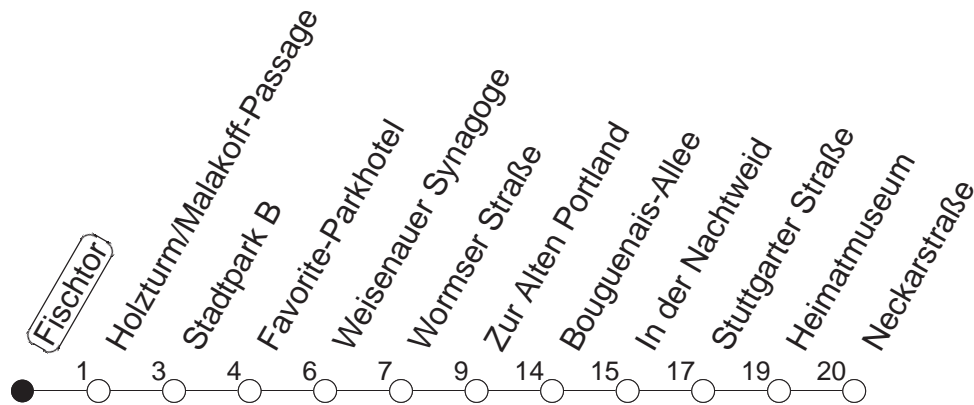 Fischtor
Holzturm/Malakoff-Passage
Stadtpark B
Favorite-Parkhotel
Weisenauer Synagoge
Wormser Straße
Zur Alten Portland
Bouguenais-Allee
In der Nachtweid
Stuttgarter Straße
Heimatmuseum
Neckarstraße
1 3 4 6 7 9 14 15 17 19 20